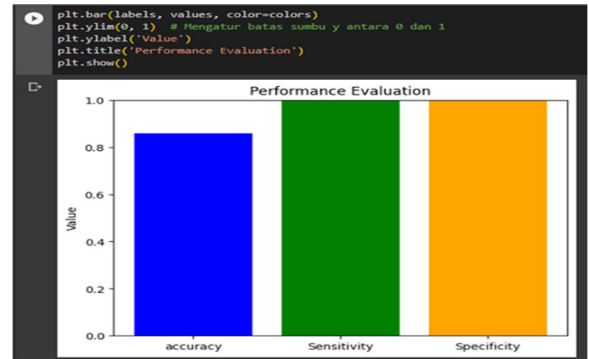 plt.bar(labels, values, color=colors)
plt.ylim(0, 1)  # Mengatur batas sumbu y antara 0 dan 1
plt.ylabel('Value')
plt.title('Performance Evaluation')
plt.show()
Performance Evaluation
1.0
0.8
0.6
0.4
0.2
0.0
Value
accuracy Sensitivity Specificity